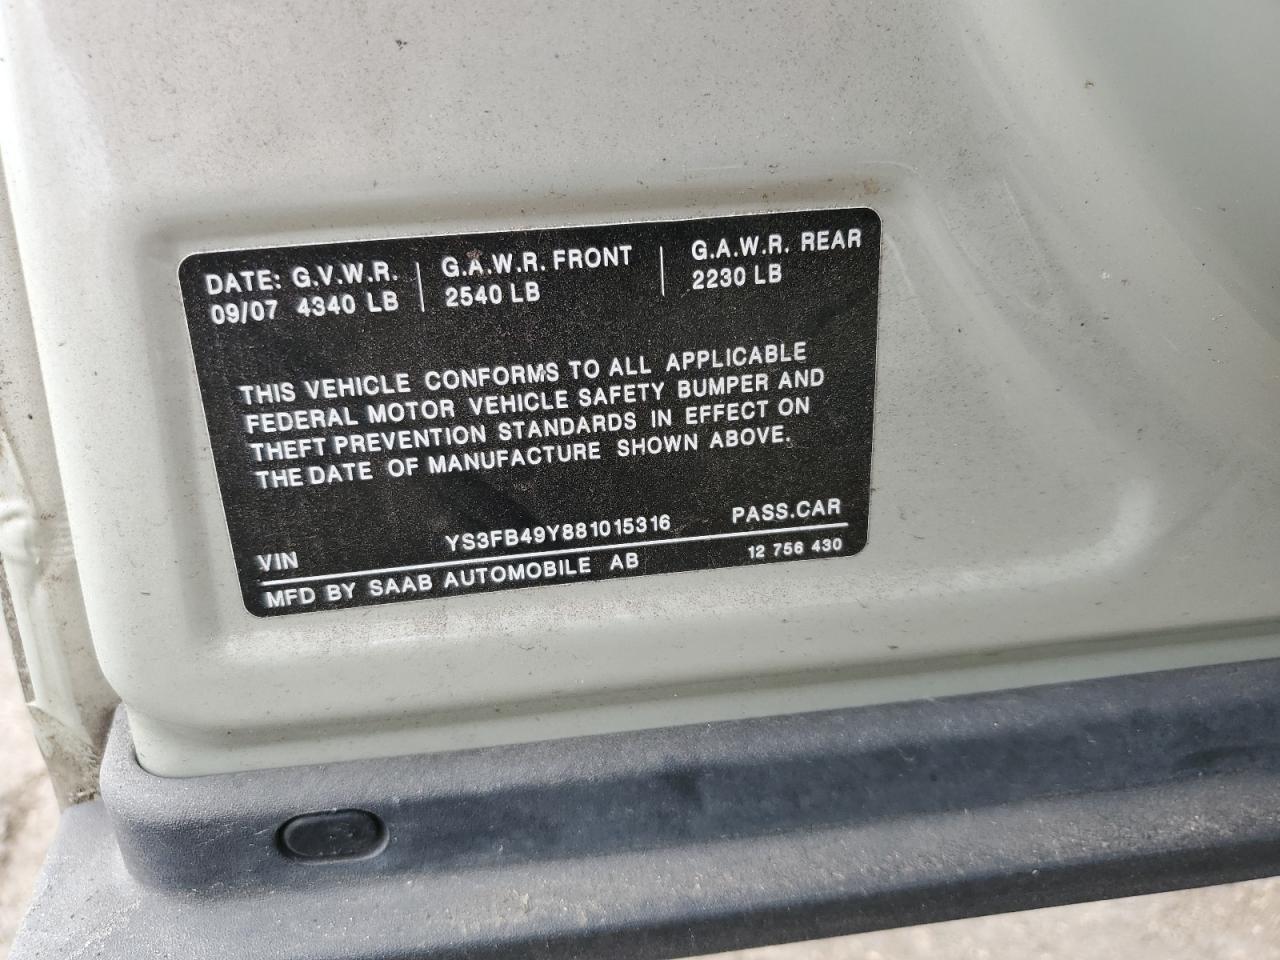 DATE: G.V.W.R. | G.A.W.R. FRONT | G.A.W.R. REAR
09/07 4340 LB | 2540 LB | 2230 LB
THIS VEHICLE CONFORMS TO ALL APPLICABLE
FEDERAL MOTOR VEHICLE SAFETY BUMPER AND
THEFT PREVENTION STANDARDS IN EFFECT ON
THE DATE OF MANUFACTURE SHOWN ABOVE.
VIN YS3FB49Y881015316 PASS.CAR
MFD BY SAAB AUTOMOBILE AB 12 756 430